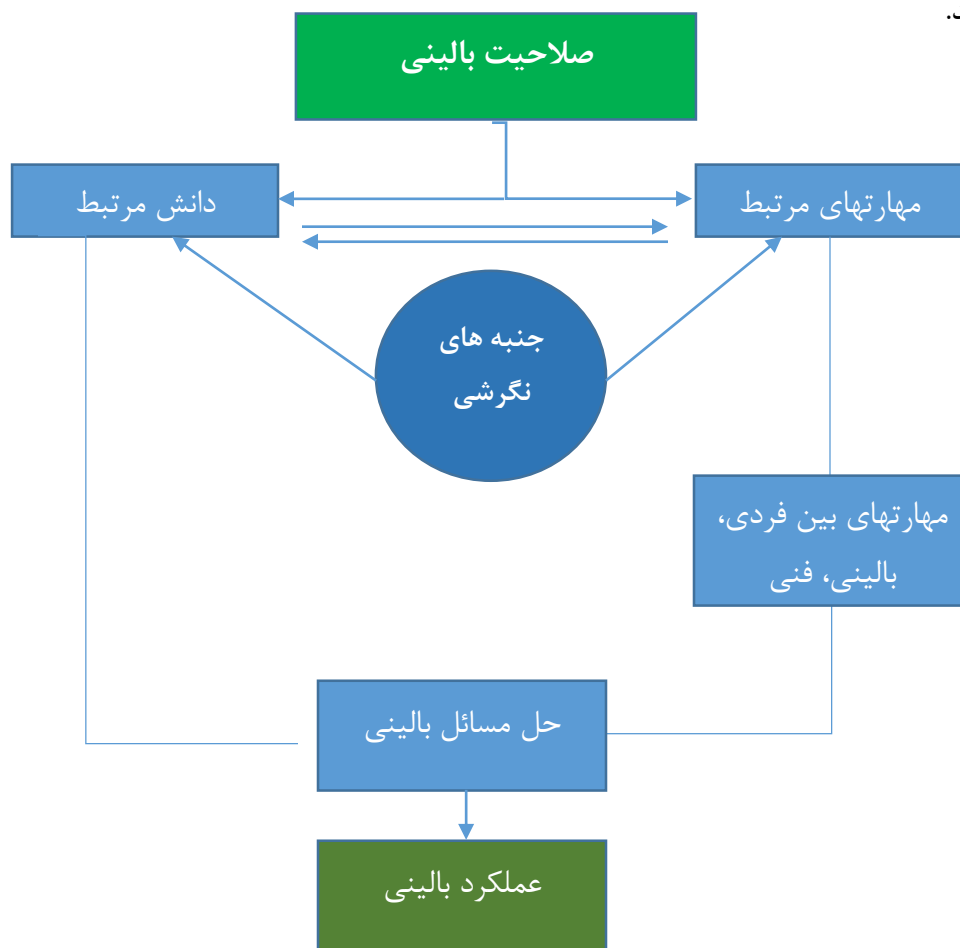 صلاحیت بالینی
مهارتهای مرتبط
دانش مرتبط
جنبه های
نگرشی
مهارتهای بین فردی،
بالینی، فنی
حل مسائل بالینی
عملکرد بالینی